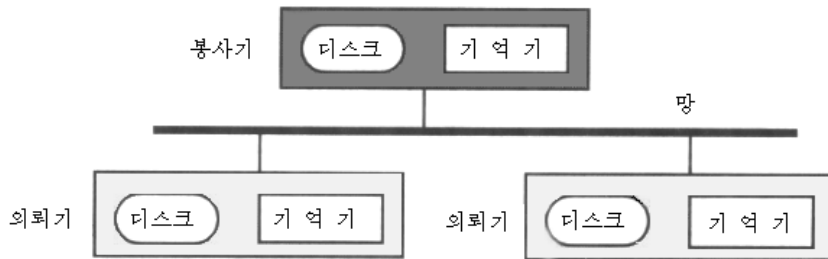 봉사기 디스크 기 억 기
망
의뢰기 디스크 기 억 기 의뢰기 디스크 기 억 기